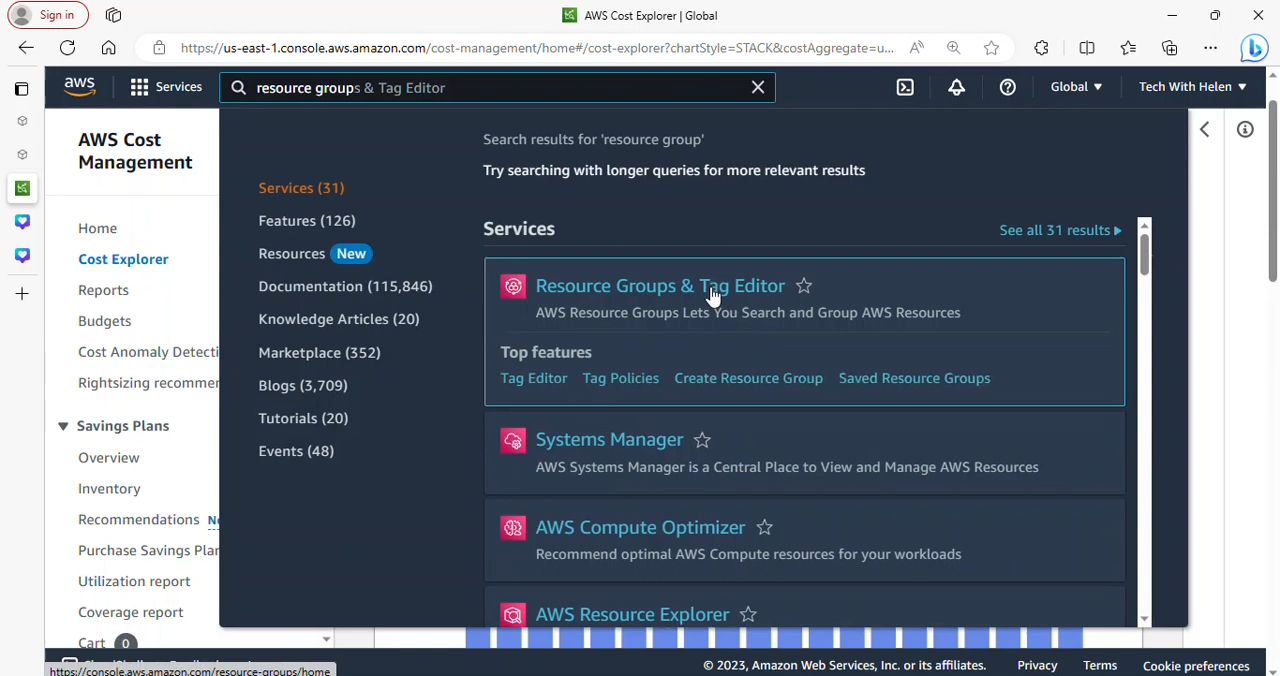 Sign in
AWS Cost Explorer | Global
https://us-east-1.console.aws.amazon.com/cost-management/home#/cost-explorer?chartStyle=STACK&costAggregate=u...
aws
Services
resource groups & Tag Editor
Global
Tech With Helen
AWS Cost
Management
Home
Cost Explorer
Reports
Budgets
Cost Anomaly Detecti
Rightsizing recommen
Savings Plans
Overview
Inventory
Recommendations Ne
Purchase Savings Plan
Utilization report
Coverage report
Cart 0
Services (31)
Features (126)
Resources New
Documentation (115,846)
Knowledge Articles (20)
Marketplace (352)
Blogs (3,709)
Tutorials (20)
Events (48)
Search results for 'resource group'
Try searching with longer queries for more relevant results
Services
See all 31 results
Resource Groups & Tag Editor
AWS Resource Groups Lets You Search and Group AWS Resources
Top features
Tag Editor Tag Policies Create Resource Group Saved Resource Groups
Systems Manager
AWS Systems Manager is a Central Place to View and Manage AWS Resources
AWS Compute Optimizer
Recommend optimal AWS Compute resources for your workloads
AWS Resource Explorer
© 2023, Amazon Web Services, Inc. or its affiliates.
Privacy
Terms
Cookie preferences
https://console.aws.amazon.com/resource-groups/home